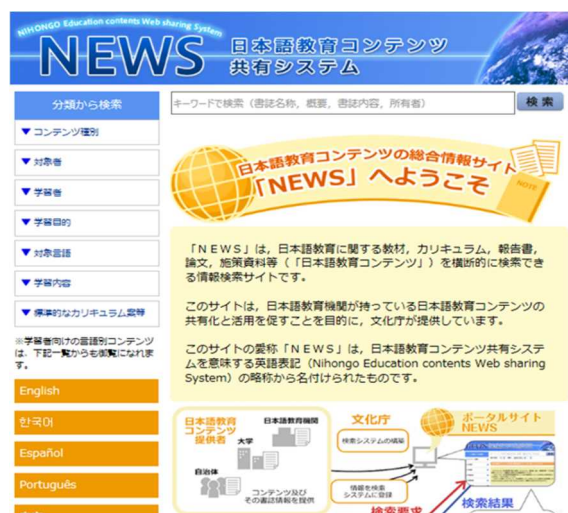 NIHONGO Education contents Web sharing System
NEWS
日本語教育コンテンツ
共有システム
分類から検索
キーワードで検索（書誌名称、概要、書誌内容、所有者）
検索
▼ コンテンツ種別
▼ 対象者
▼ 学習者
▼ 学習目的
▼ 対象言語
▼ 学習内容
▼ 標準的なカリキュラム案等
※学習者向けの言語別コンテンツ
は、下記一覧からも御覧になれま
す。
English
한국어
Español
Português
日本語教育コンテンツの総合情報サイト
「NEWS」へようこそ
NOTE
「ＮＥＷＳ」は，日本語教育に関する教材，カリキュラム，報告書，
論文，施策資料等（「日本語教育コンテンツ」）を横断的に検索でき
る情報検索サイトです。
このサイトは，日本語教育機関が持っている日本語教育コンテンツの
共有化と活用を促すことを目的に，文化庁が提供しています。
このサイトの愛称「ＮＥＷＳ」は，日本語教育コンテンツ共有システ
ムを意味する英語表記（Nihongo Education contents Web sharing
System）の略称から名付けられたものです。
日本語教育
コンテンツ
提供者
日本語教育機関
大学
自治体
コンテンツ及び
その書誌情報を提供
文化庁
検索システムの構築
情報を検索
システムに登録
ポータルサイト
NEWS
検索要求
検索結果